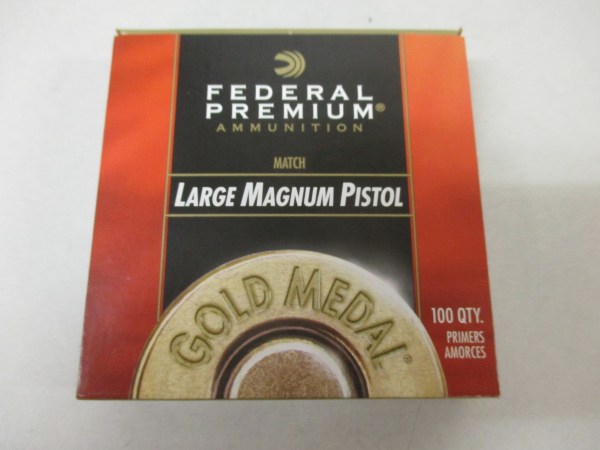 FEDERAL
PREMIUM®
AMMUNITION
MATCH
LARGE MAGNUM PISTOL
GOLD MEDAL®
100 QTY.
PRIMERS
AMORCES